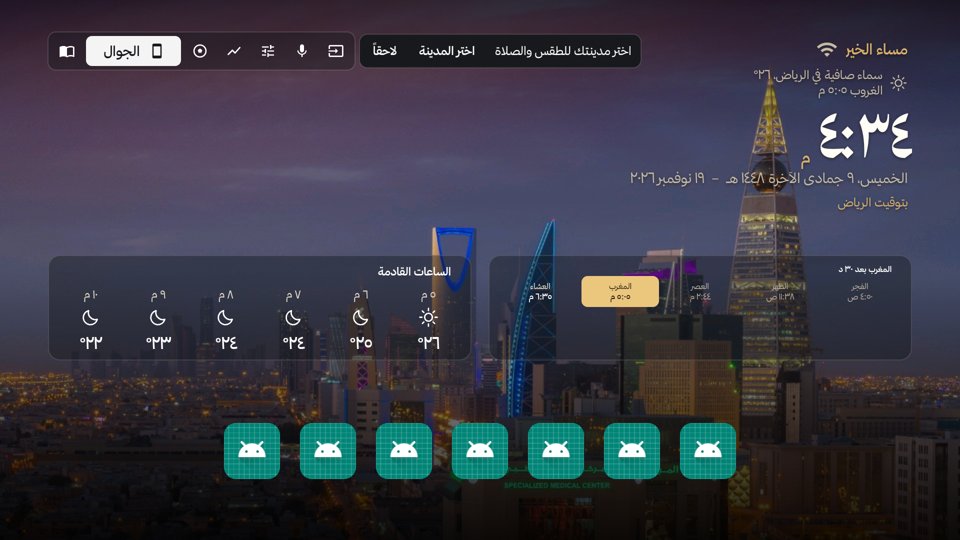 مساء الخير
سماء صافية في الرياض، ٢٦°
الغروب ٥:٠٥ م
٤:٣٤ م
الخميس، ٩ جمادى الآخرة ١٤٤٨ هـ – ١٩ نوفمبر ٢٠٢٦
بتوقيت الرياض
اختر مدينتك للطقس والصلاة
اختر المدينة
لاحقاً
الجوال
المغرب بعد ٣٠ د
الفجر
٤:٥٠ ص
الظهر
١١:٣٨ ص
العصر
٢:٤٤ م
المغرب
٥:٠٥ م
العشاء
٦:٣٥ م
الساعات القادمة
٥ م
٦ م
٧ م
٨ م
٩ م
١٠ م
٢٦°
٢٥°
٢٤°
٢٤°
٢٣°
٢٢°
SPECIALIZED MEDICAL CENTER